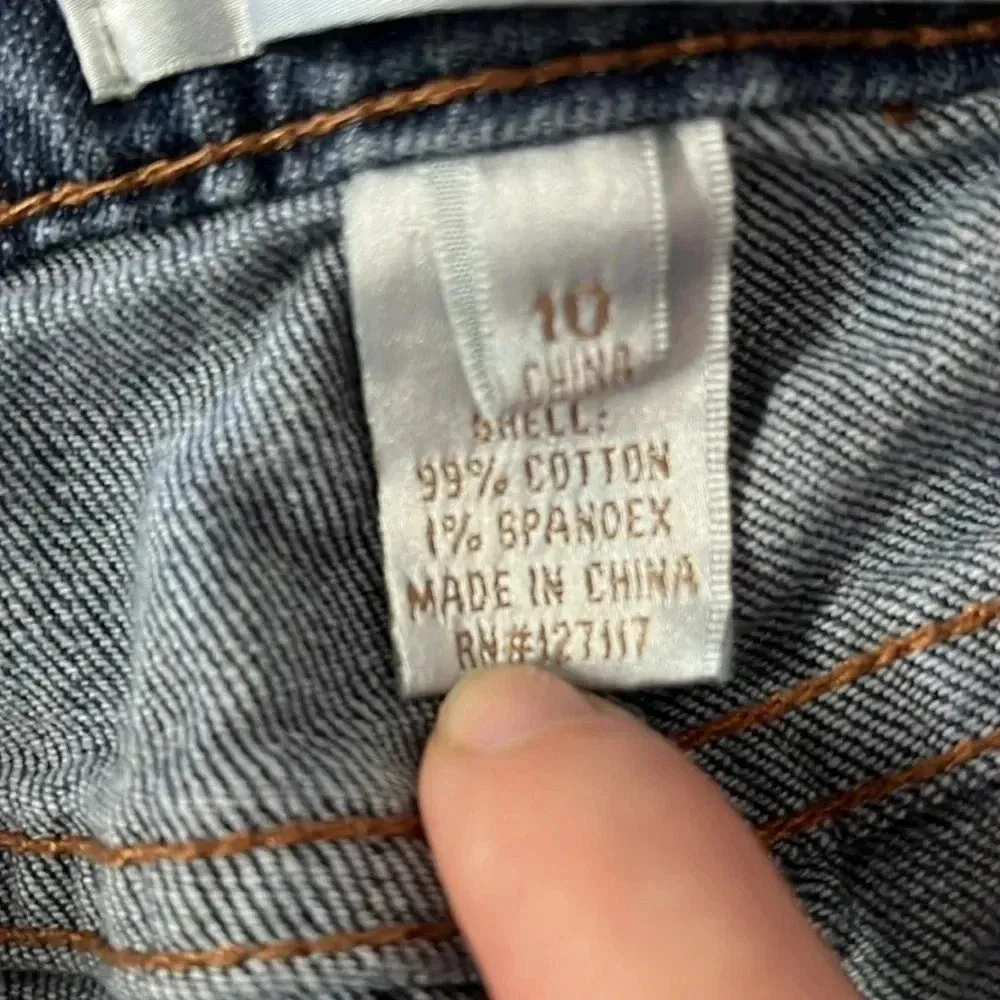 10
CHINA
SHELL:
99% COTTON
1% SPANDEX
MADE IN CHINA
RN#127117